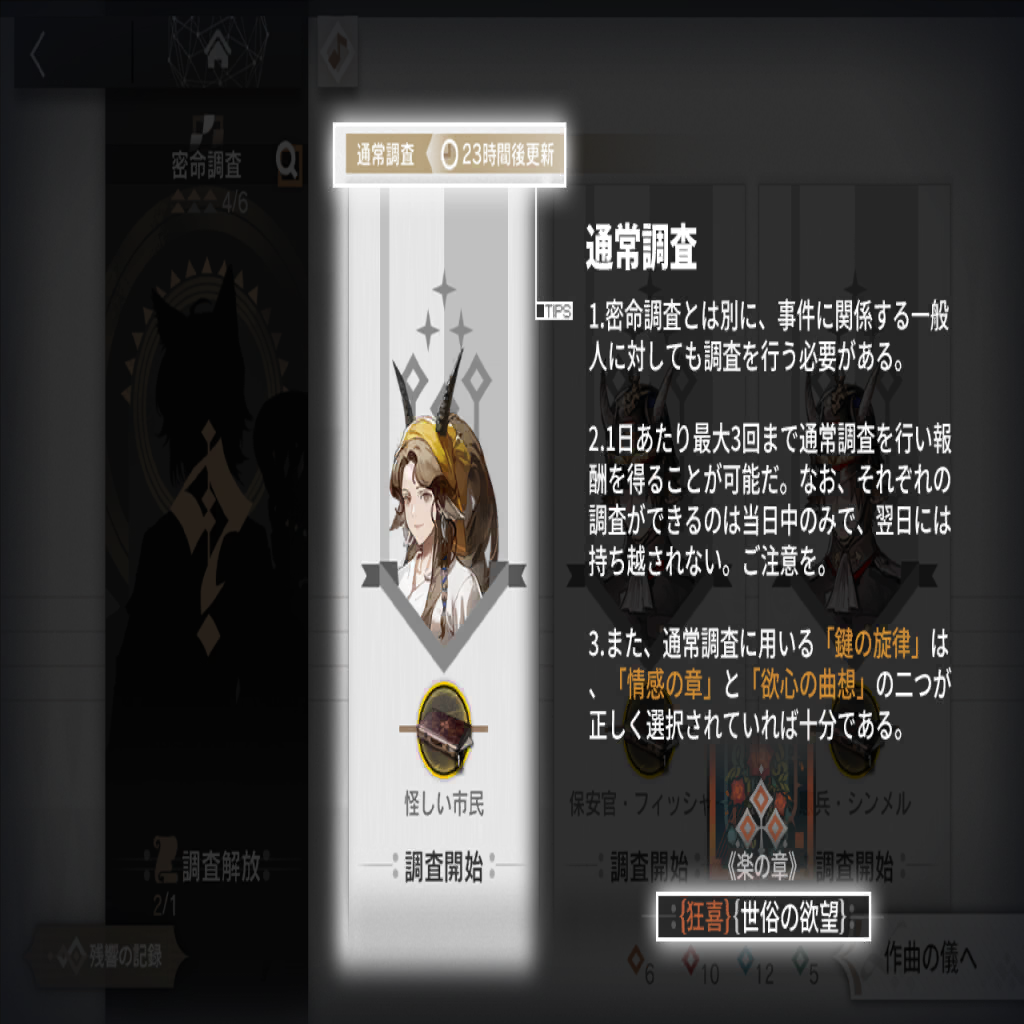 密命調査
4/6
通常調査
23時間後更新
通常調査
TIPS
1.密命調査とは別に、事件に関係する一般
人に対しても調査を行う必要がある。
2.1日あたり最大3回まで通常調査を行い報
酬を得ることが可能だ。なお、それぞれの
調査ができるのは当日中のみで、翌日には
持ち越されない。ご注意を。
3.また、通常調査に用いる「鍵の旋律」は
、「情感の章」と「欲心の曲想」の二つが
正しく選択されていれば十分である。
怪しい市民
保安官・フィッシャ
兵・シンメル
調査開始
調査開始
調査開始
《楽の章》
{狂喜}{世俗の欲望}
調査解放
2/1
残響の記録
6
10
12
5
作曲の儀へ